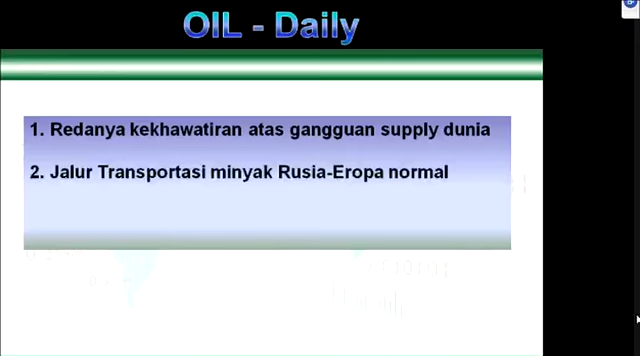 OIL - Daily
1. Redanya kekhawatiran atas gangguan supply dunia
2. Jalur Transportasi minyak Rusia-Eropa normal